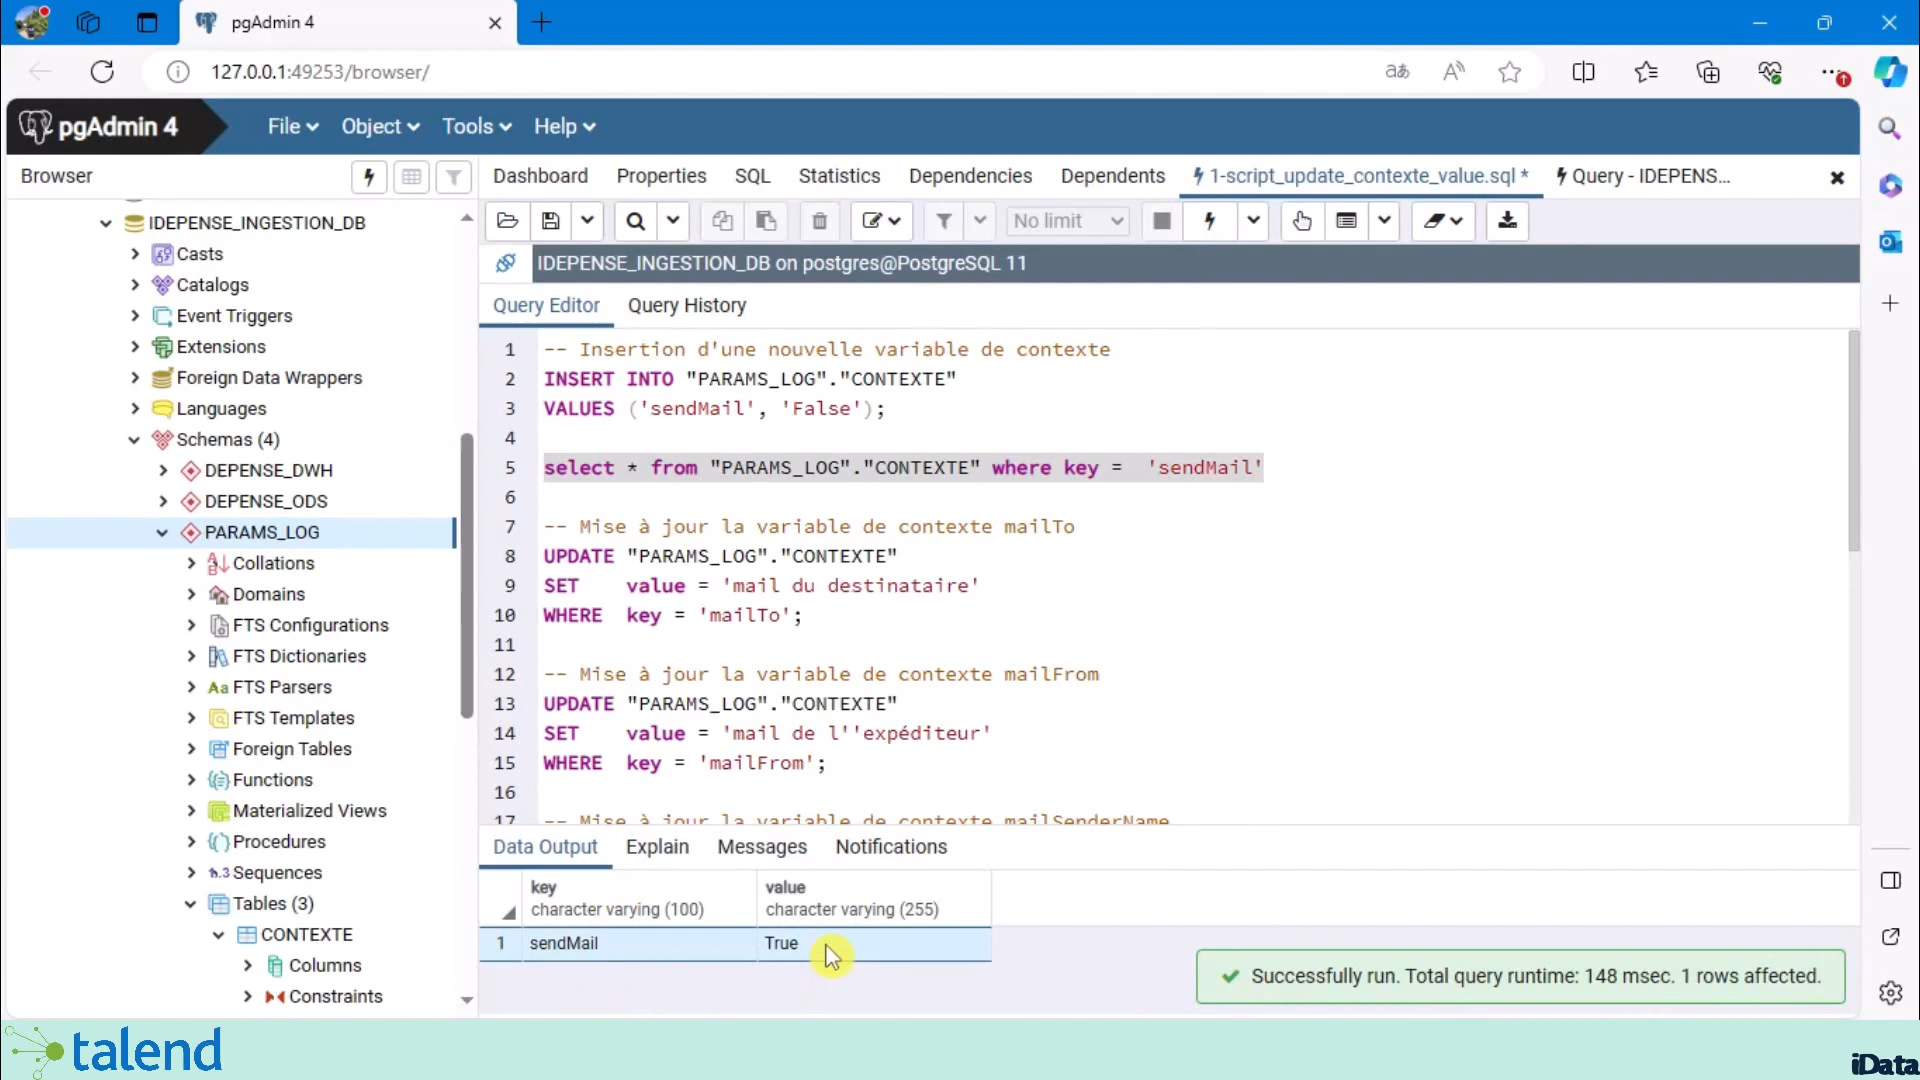 pgAdmin 4
127.0.0.1:49253/browser/
pgAdmin 4
File
Object
Tools
Help
Browser
Dashboard
Properties
SQL
Statistics
Dependencies
Dependents
1-script_update_contexte_value.sql *
Query - IDEPENS...
No limit
IDEPENSE_INGESTION_DB on postgres@PostgreSQL 11
Query Editor
Query History
IDEPENSE_INGESTION_DB
Casts
Catalogs
Event Triggers
Extensions
Foreign Data Wrappers
Languages
Schemas (4)
DEPENSE_DWH
DEPENSE_ODS
PARAMS_LOG
Collations
Domains
FTS Configurations
FTS Dictionaries
Aa FTS Parsers
FTS Templates
Foreign Tables
Functions
Materialized Views
Procedures
Sequences
Tables (3)
CONTEXTE
Columns
Constraints
1 -- Insertion d'une nouvelle variable de contexte
2 INSERT INTO "PARAMS_LOG"."CONTEXTE"
3 VALUES ('sendMail', 'False');
4
5 select * from "PARAMS_LOG"."CONTEXTE" where key =  'sendMail'
6
7 -- Mise à jour la variable de contexte mailTo
8 UPDATE "PARAMS_LOG"."CONTEXTE"
9 SET    value = 'mail du destinataire'
10 WHERE  key = 'mailTo';
11
12 -- Mise à jour la variable de contexte mailFrom
13 UPDATE "PARAMS_LOG"."CONTEXTE"
14 SET    value = 'mail de l''expéditeur'
15 WHERE  key = 'mailFrom';
16
17 -- Mise à jour la variable de contexte mailSenderName
Data Output
Explain
Messages
Notifications
key
character varying (100)
value
character varying (255)
1 sendMail True
Successfully run. Total query runtime: 148 msec. 1 rows affected.
talend
iData